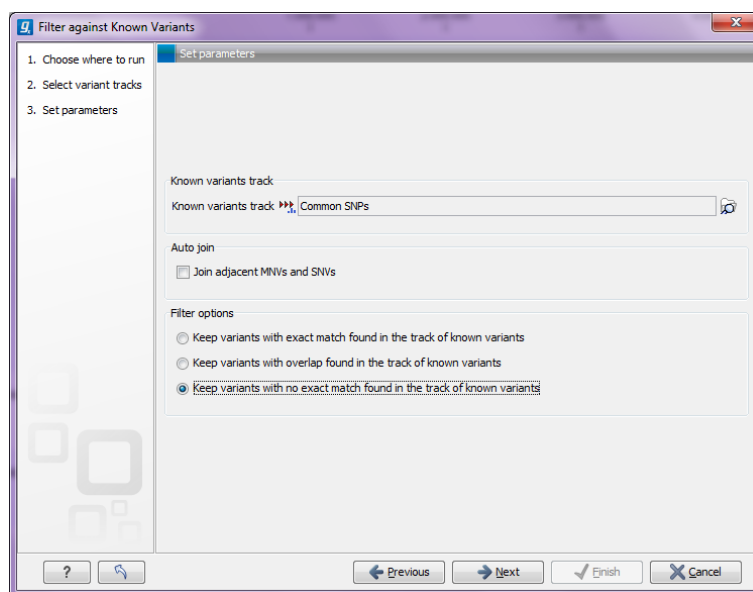 Filter against Known Variants
1. Choose where to run
2. Select variant tracks
3. Set parameters
Set parameters
Known variants track
Known variants track Common SNPs
Auto join
Join adjacent MNVs and SNVs
Filter options
Keep variants with exact match found in the track of known variants
Keep variants with overlap found in the track of known variants
Keep variants with no exact match found in the track of known variants
? Previous Next Finish Cancel